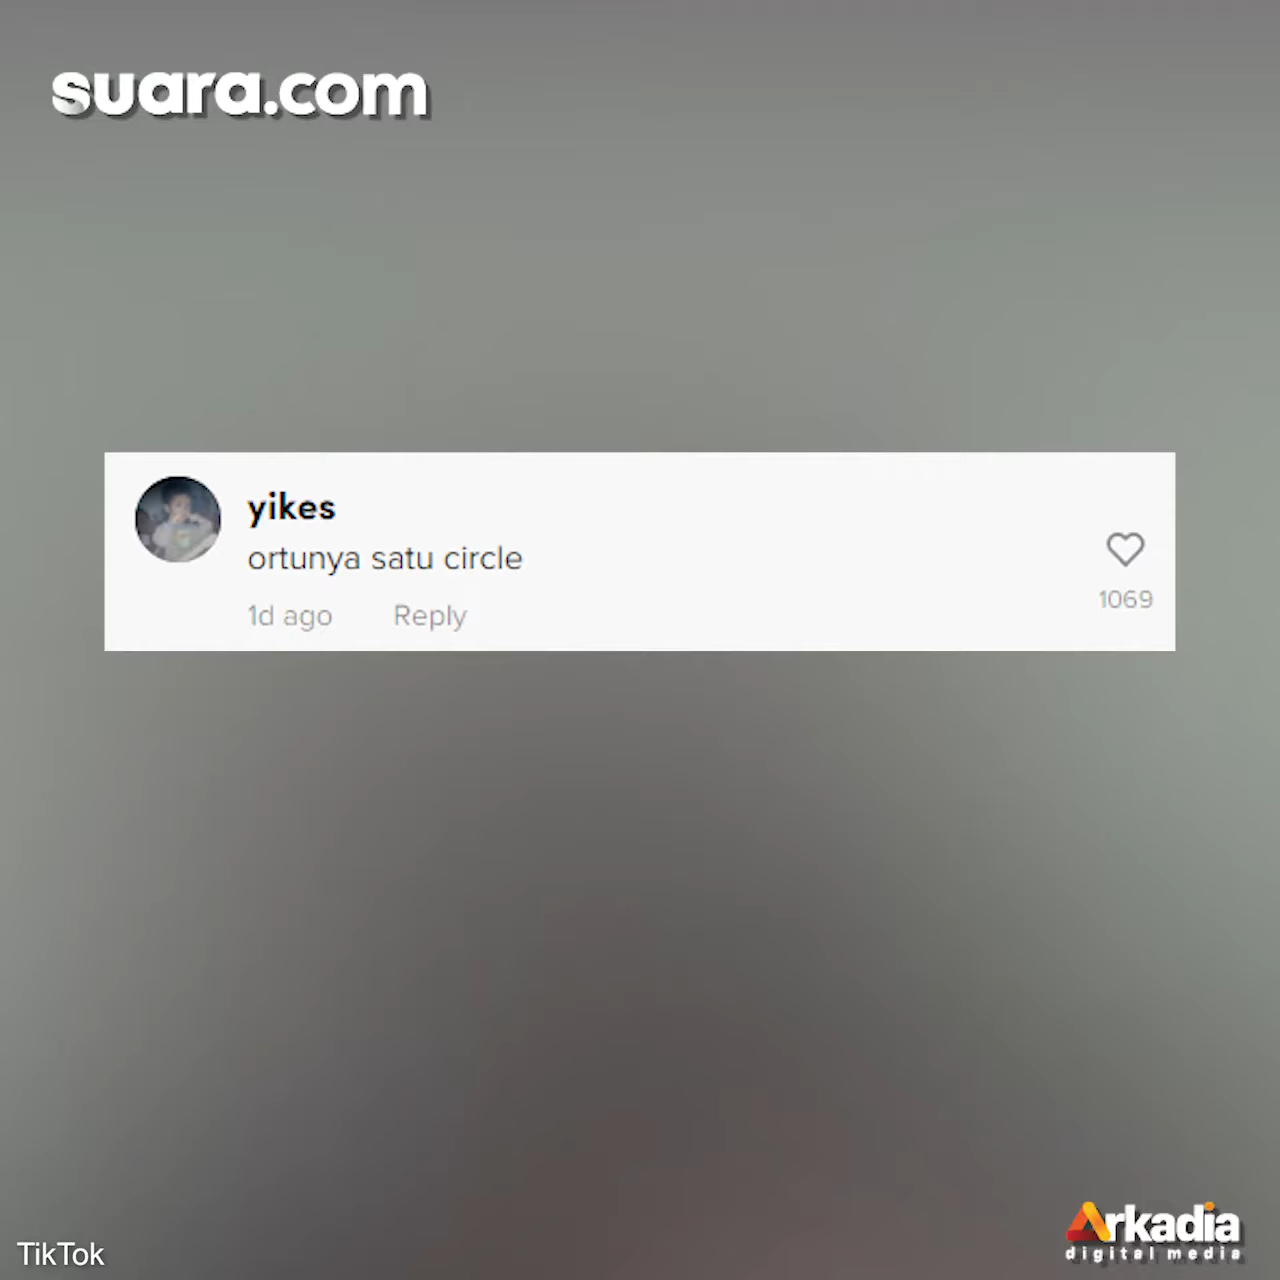 suara.com
yikes
ortunya satu circle
1069
1d ago Reply
Arkadia
digital media
TikTok